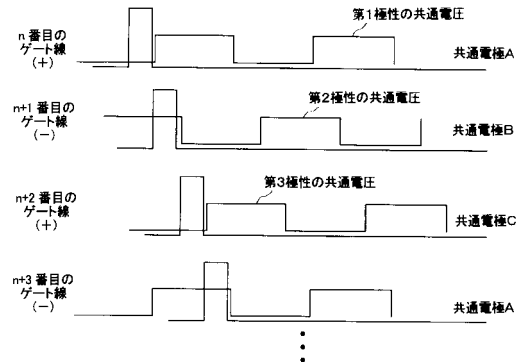 第1極性の共通電圧
n 番目の
ゲート線
(+)
共通電極A
第2極性の共通電圧
n+1 番目の
ゲート線
(−)
共通電極B
第3極性の共通電圧
n+2 番目の
ゲート線
(+)
共通電極C
n+3 番目の
ゲート線
(−)
共通電極A